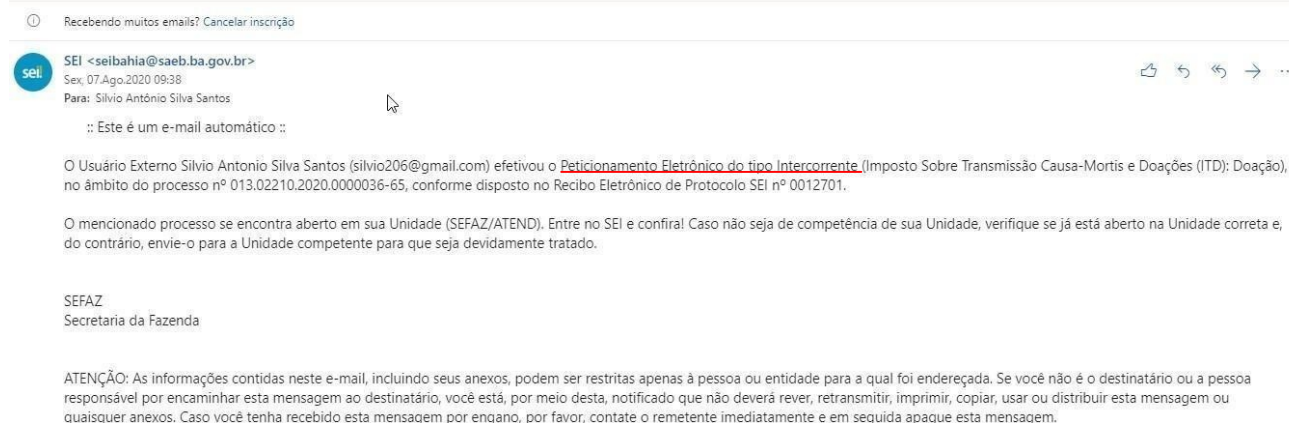 Recebendo muitos emails? Cancelar inscrição
sei!
SEI <seibahia@saeb.ba.gov.br>
Sex, 07.Ago.2020 09:38
Para: Silvio Antônio Silva Santos
:: Este é um e-mail automático ::
O Usuário Externo Silvio Antonio Silva Santos (silvio206@gmail.com) efetivou o Peticionamento Eletrônico do tipo Intercorrente (Imposto Sobre Transmissão Causa-Mortis e Doações (ITD): Doação),
no âmbito do processo nº 013.02210.2020.0000036-65, conforme disposto no Recibo Eletrônico de Protocolo SEI nº 0012701.
O mencionado processo se encontra aberto em sua Unidade (SEFAZ/ATEND). Entre no SEI e confira! Caso não seja de competência de sua Unidade, verifique se já está aberto na Unidade correta e,
do contrário, envie-o para a Unidade competente para que seja devidamente tratado.
SEFAZ
Secretaria da Fazenda
ATENÇÃO: As informações contidas neste e-mail, incluindo seus anexos, podem ser restritas apenas à pessoa ou entidade para a qual foi endereçada. Se você não é o destinatário ou a pessoa
responsável por encaminhar esta mensagem ao destinatário, você está, por meio desta, notificado que não deverá rever, retransmitir, imprimir, copiar, usar ou distribuir esta mensagem ou
quaisquer anexos. Caso você tenha recebido esta mensagem por engano, por favor, contate o remetente imediatamente e em seguida apague esta mensagem.